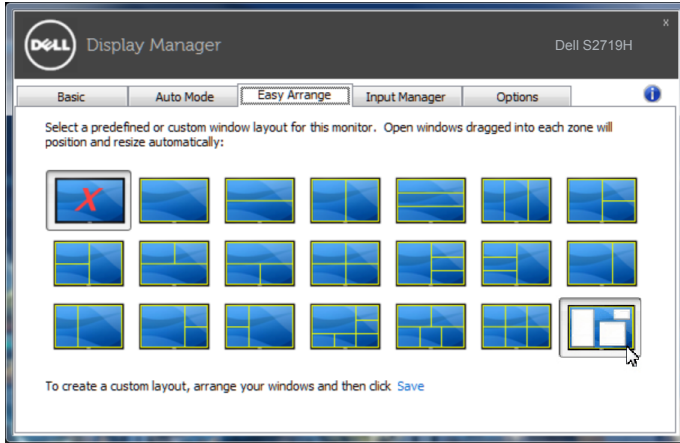 x
DELL Display Manager Dell S2719H
Basic Auto Mode Easy Arrange Input Manager Options i
Select a predefined or custom window layout for this monitor. Open windows dragged into each zone will
position and resize automatically:
X
To create a custom layout, arrange your windows and then click Save